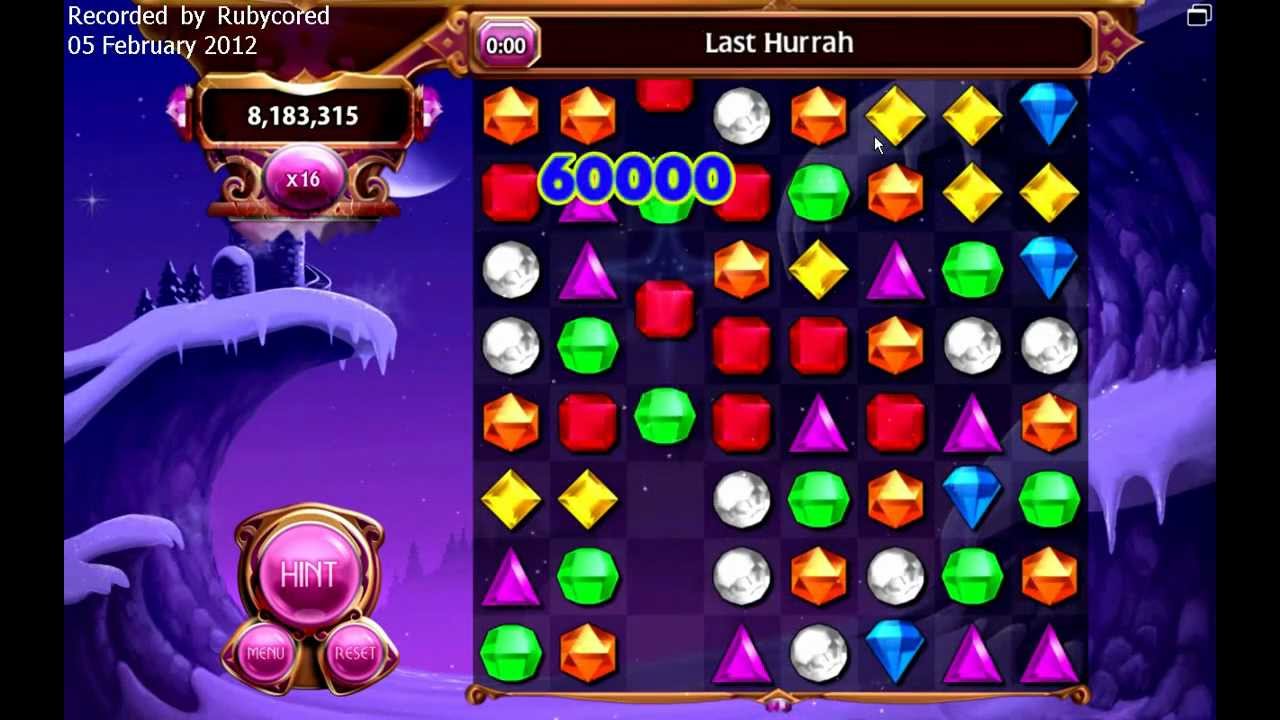 Recorded by Rubycored
05 February 2012
0:00
Last Hurrah
8,183,315
x16
60000
HINT
MENU
RESET